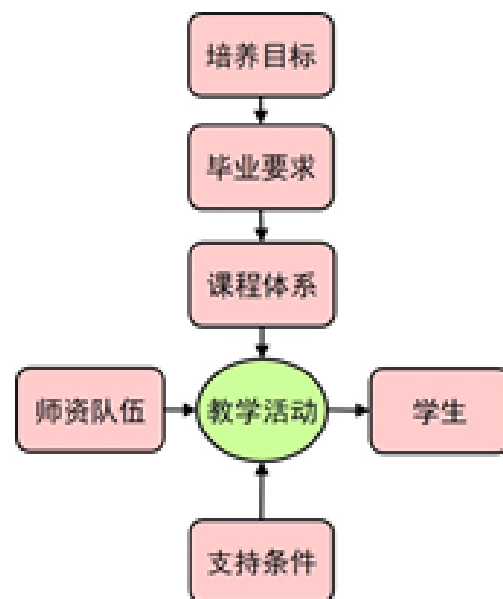 培养目标
毕业要求
课程体系
师资队伍
教学活动
学生
支持条件